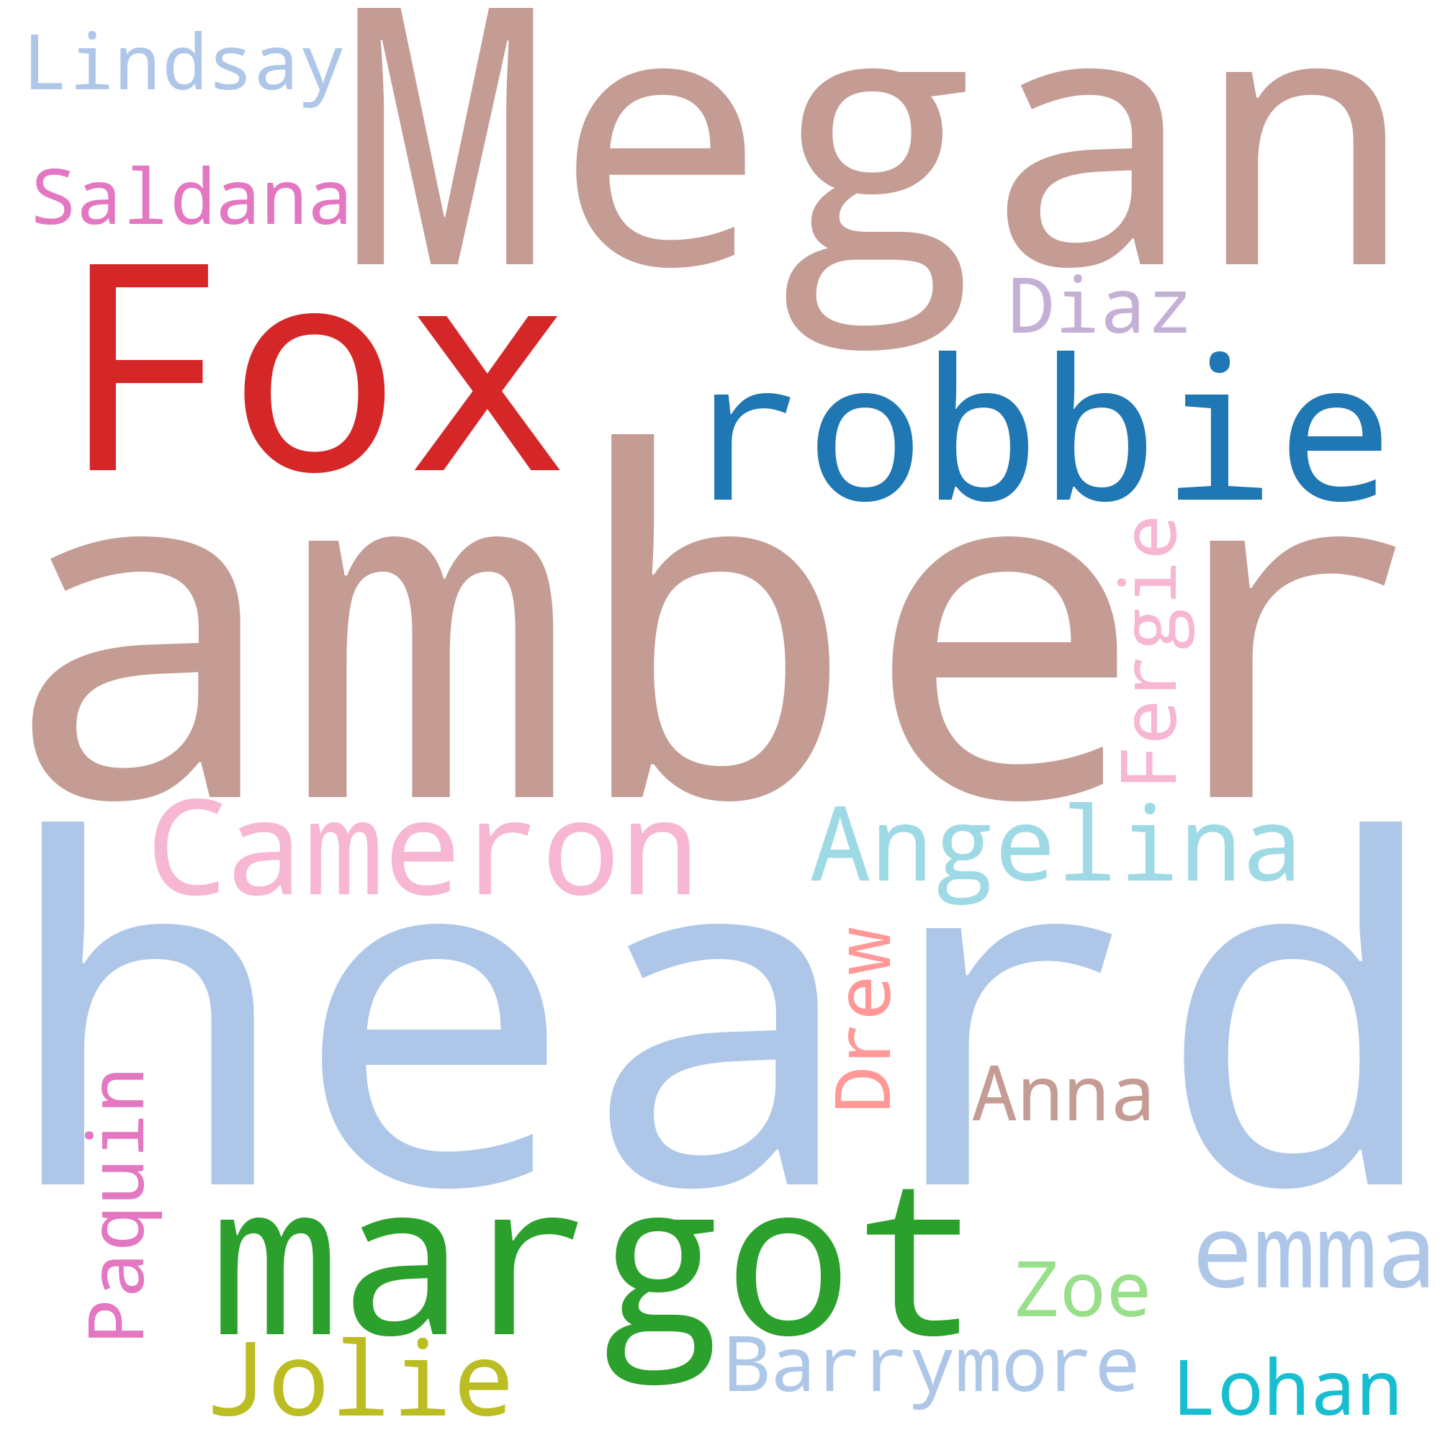 Lindsay
Megan
Saldana
Fox
Diaz
robbie
amber
Fergie
Cameron
Angelina
heard
Drew
Anna
Paquin
margot
Zoe
emma
Jolie
Barrymore
Lohan